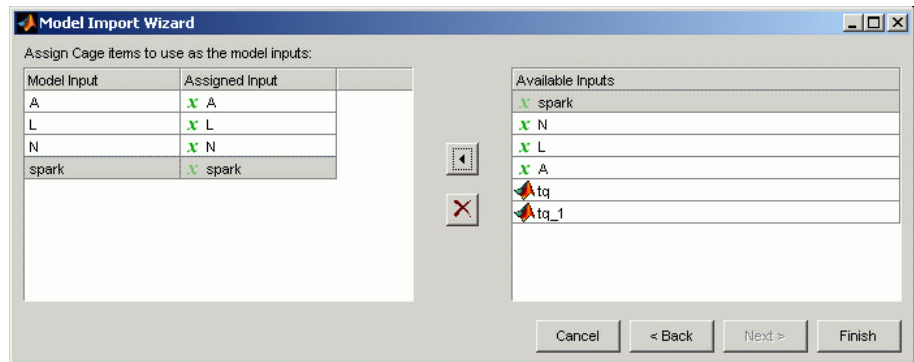 Model Import Wizard
Assign Cage items to use as the model inputs:
Model Input Assigned Input
A x A
L x L
N x N
spark x spark
Available Inputs
x spark
x N
x L
x A
tq
tq_1
Cancel < Back Next > Finish